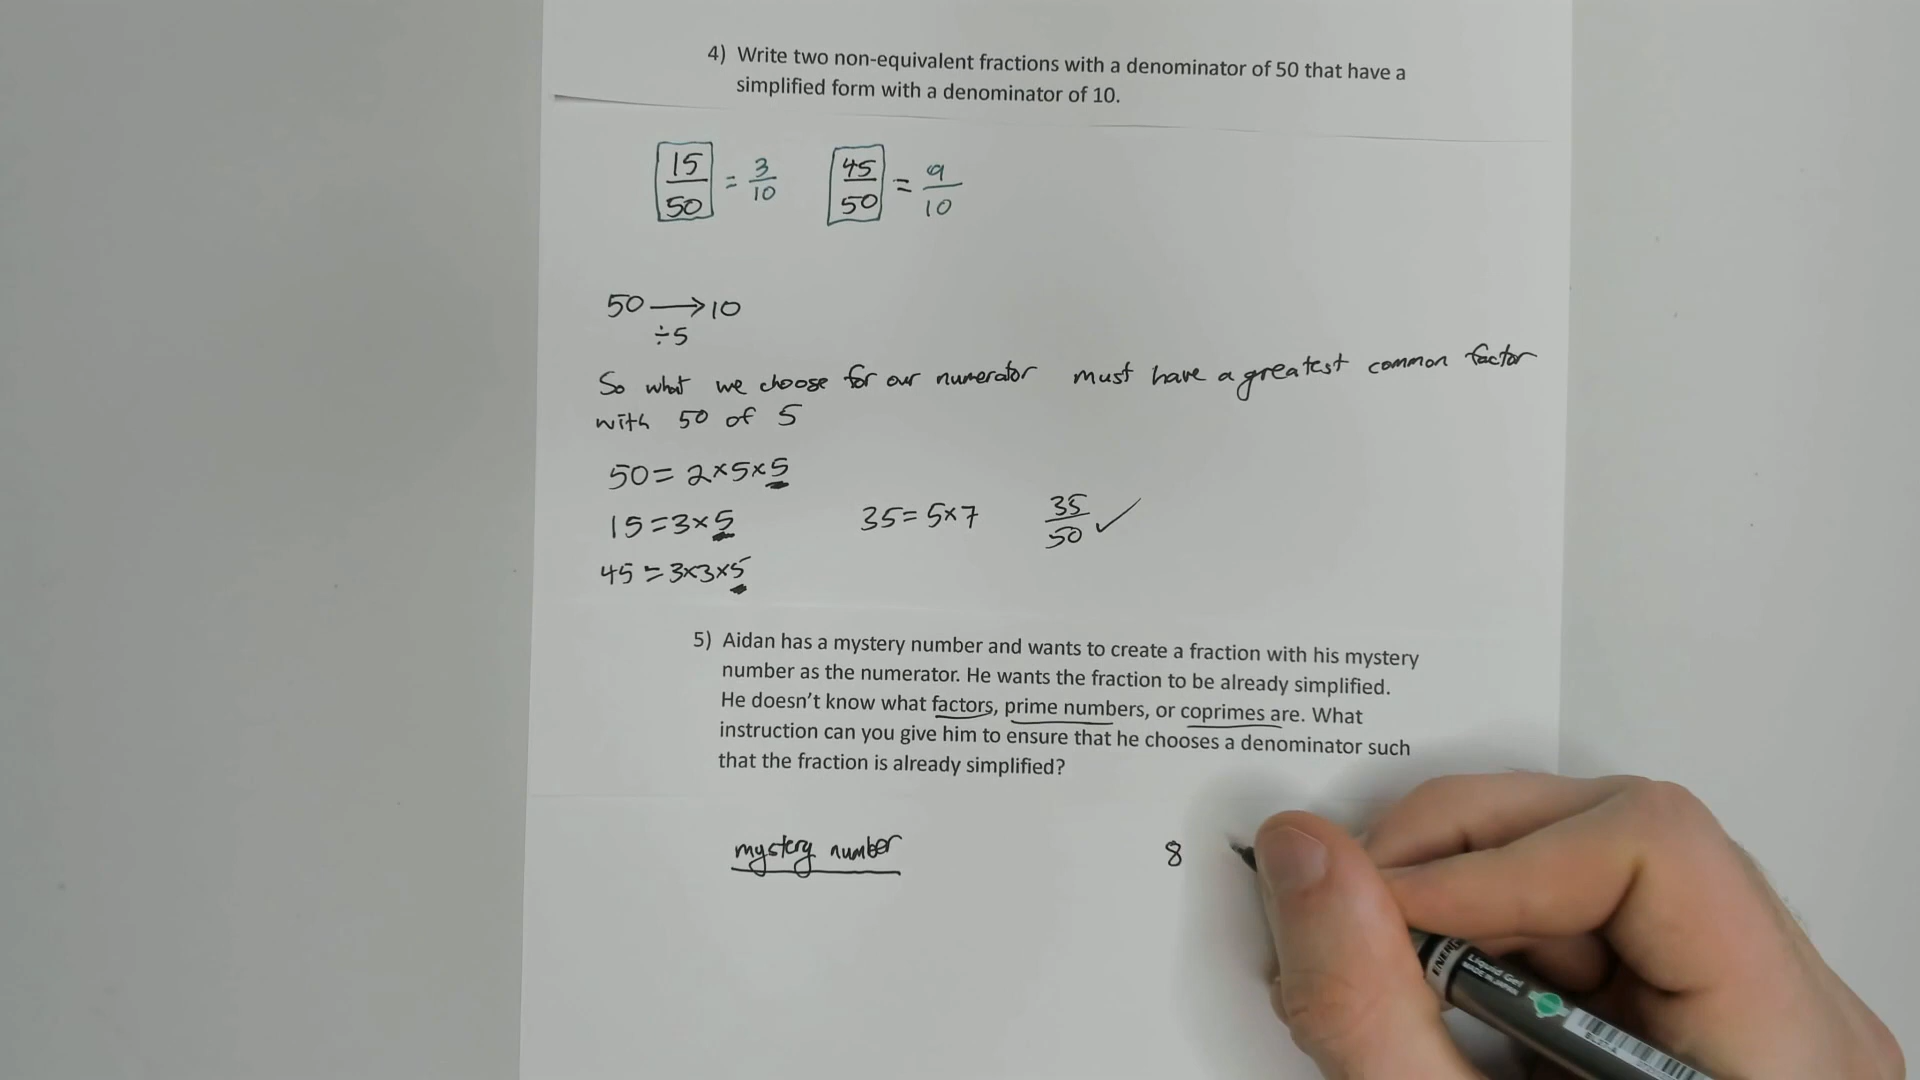 4) Write two non-equivalent fractions with a denominator of 50 that have a
simplified form with a denominator of 10.
15/50 = 3/10 45/50 = 9/10
50 → 10
÷5
So what we choose for our numerator must have a greatest common factor
with 50 of 5
50 = 2×5×5
15 = 3×5 35 = 5×7 35/50 ✓
45 = 3×3×5
5) Aidan has a mystery number and wants to create a fraction with his mystery
number as the numerator. He wants the fraction to be already simplified.
He doesn't know what factors, prime numbers, or coprimes are. What
instruction can you give him to ensure that he chooses a denominator such
that the fraction is already simplified?
mystery number 8
Liquid Gel
MADE IN JAPAN